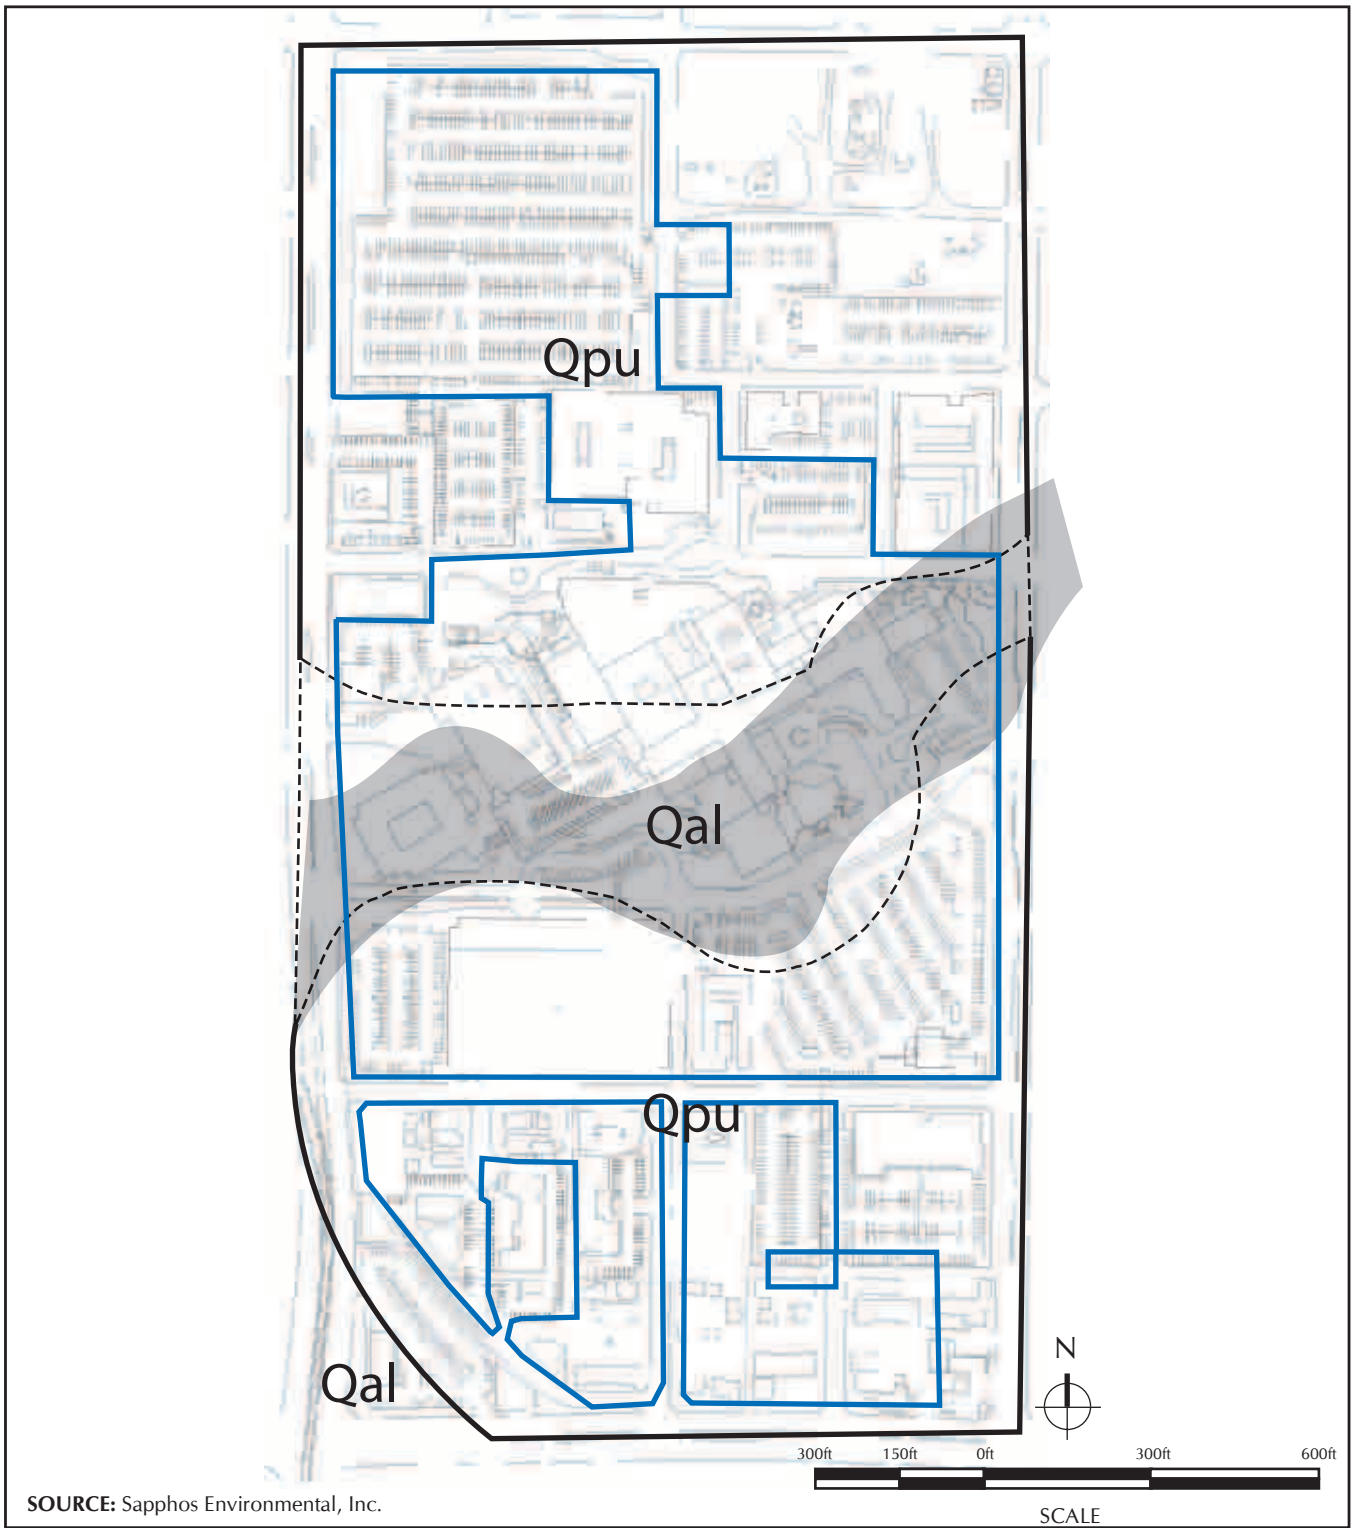 Qpu
Qal
Qpu
Qal
N
300ft 150ft 0ft 300ft 600ft
SCALE
SOURCE: Sapphos Environmental, Inc.